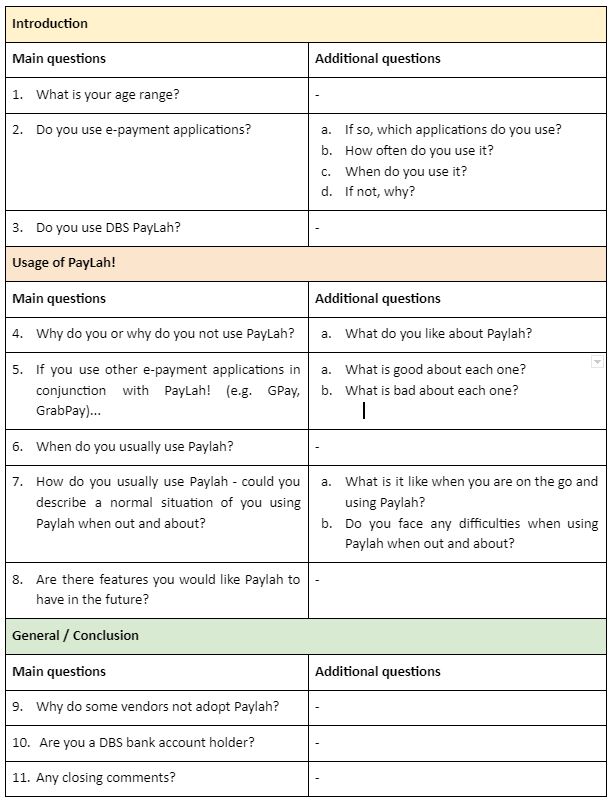 Introduction
Main questions
Additional questions
1. What is your age range?
-
2. Do you use e-payment applications?
a. If so, which applications do you use?
b. How often do you use it?
c. When do you use it?
d. If not, why?
3. Do you use DBS PayLah?
-
Usage of PayLah!
Main questions
Additional questions
4. Why do you or why do you not use PayLah?
a. What do you like about Paylah?
5. If you use other e-payment applications in
conjunction with PayLah! (e.g. GPay,
GrabPay)...
a. What is good about each one?
b. What is bad about each one?
6. When do you usually use Paylah?
-
7. How do you usually use Paylah - could you
describe a normal situation of you using
Paylah when out and about?
a. What is it like when you are on the go and
using Paylah?
b. Do you face any difficulties when using
Paylah when out and about?
8. Are there features you would like Paylah to
have in the future?
-
General / Conclusion
Main questions
Additional questions
9. Why do some vendors not adopt Paylah?
-
10. Are you a DBS bank account holder?
-
11. Any closing comments?
-